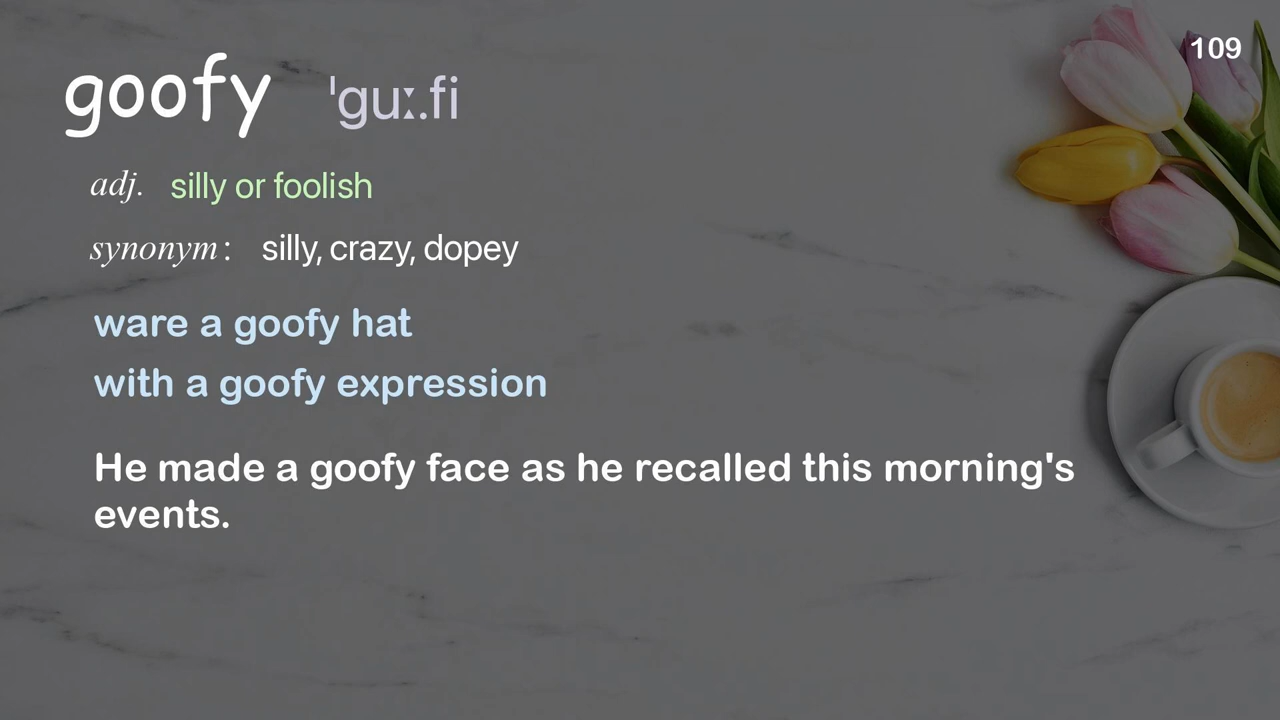 109
goofy ˈɡuː.fi
adj. silly or foolish
synonym: silly, crazy, dopey
ware a goofy hat
with a goofy expression
He made a goofy face as he recalled this morning's
events.